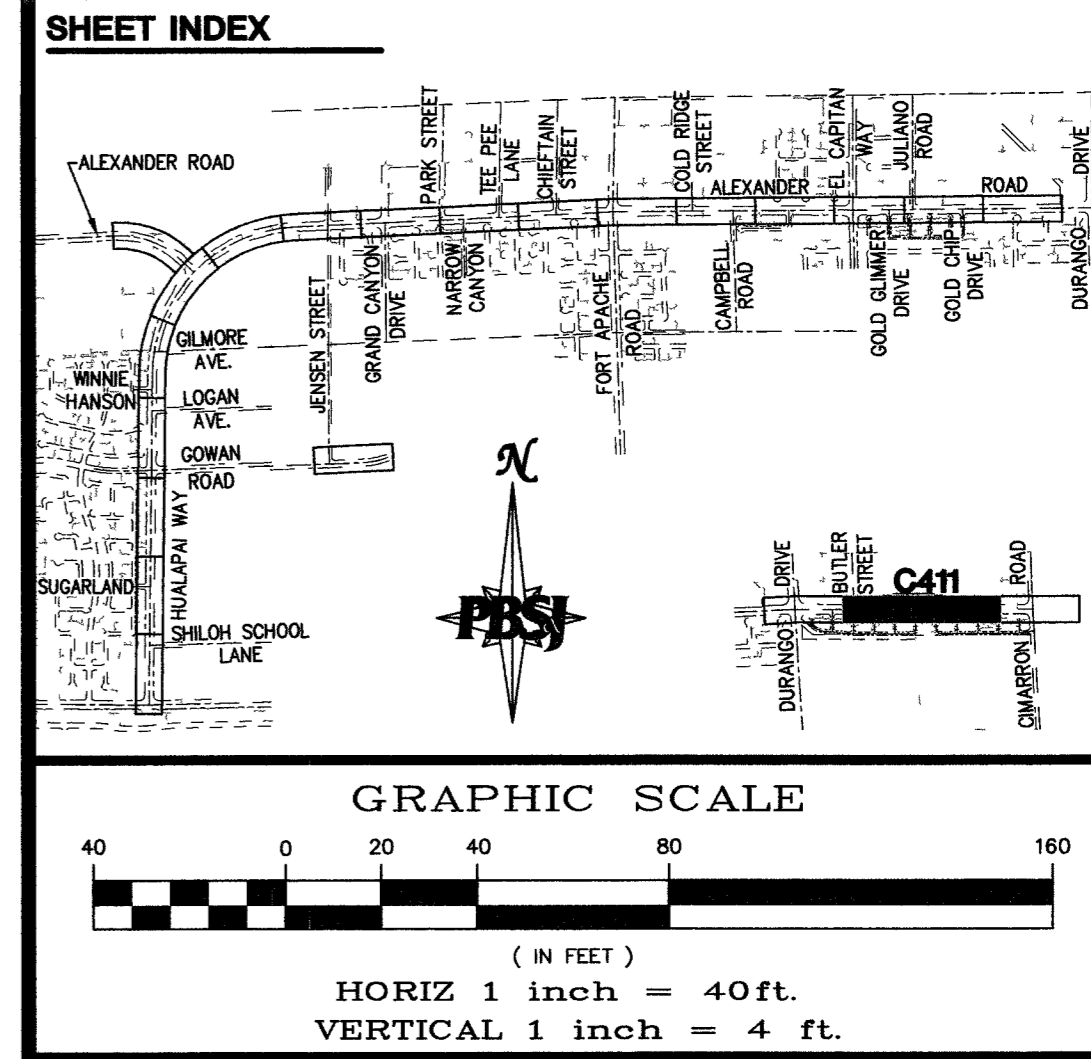 SHEET INDEX
ALEXANDER ROAD
PARK STREET
TEE PEE
LANE
CHIEFTAIN
STREET
COLD RIDGE
STREET
ALEXANDER
EL CAPITAN
WAY
JULIANO
ROAD
ROAD
DRIVE
DURANGO
JENSEN STREET
GRAND CANYON
DRIVE
NARROW
CANYON
FORT APACHE
ROAD
CAMPBELL
ROAD
GOLD GLIMMER
DRIVE
GOLD CHIP
DRIVE
GILMORE
AVE.
WINNIE
HANSON
LOGAN
AVE.
GOWAN
ROAD
HUALAPAI WAY
SUGARLAND
SHILOH SCHOOL
LANE
N
PBSJ
DRIVE
DURANGO
BUTLER
STREET
C411
ROAD
CIMARRON
GRAPHIC SCALE
40 0 20 40 80 160
( IN FEET )
HORIZ 1 inch = 40ft.
VERTICAL 1 inch = 4 ft.